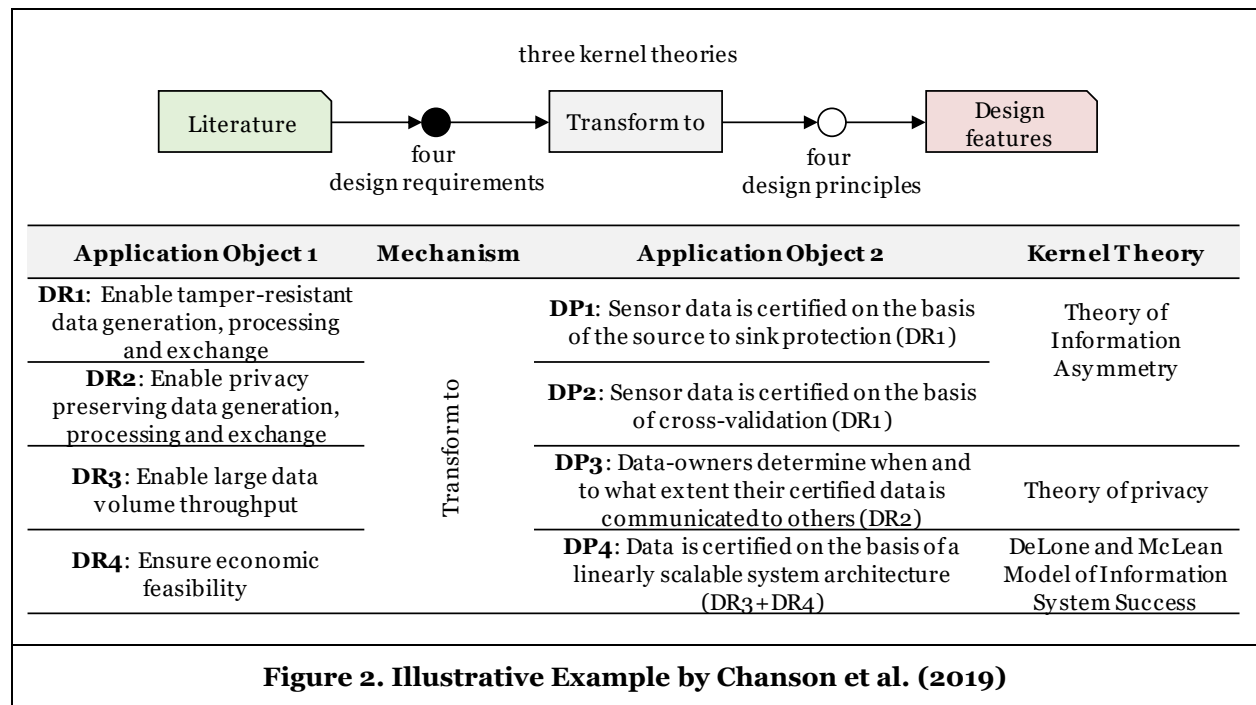 three kernel theories
Literature
Transform to
Design
features
four
design requirements
four
design principles
Application Object 1
Mechanism
Application Object 2
Kernel Theory
DR1: Enable tamper-resistant
data generation, processing
and exchange
DR2: Enable privacy
preserving data generation,
processing and exchange
DR3: Enable large data
volume throughput
DR4: Ensure economic
feasibility
Transform to
DP1: Sensor data is certified on the basis
of the source to sink protection (DR1)
DP2: Sensor data is certified on the basis
of cross-validation (DR1)
DP3: Data-owners determine when and
to what extent their certified data is
communicated to others (DR2)
DP4: Data is certified on the basis of a
linearly scalable system architecture
(DR3+DR4)
Theory of
Information
Asymmetry
Theory of privacy
DeLone and McLean
Model of Information
System Success
Figure 2. Illustrative Example by Chanson et al. (2019)